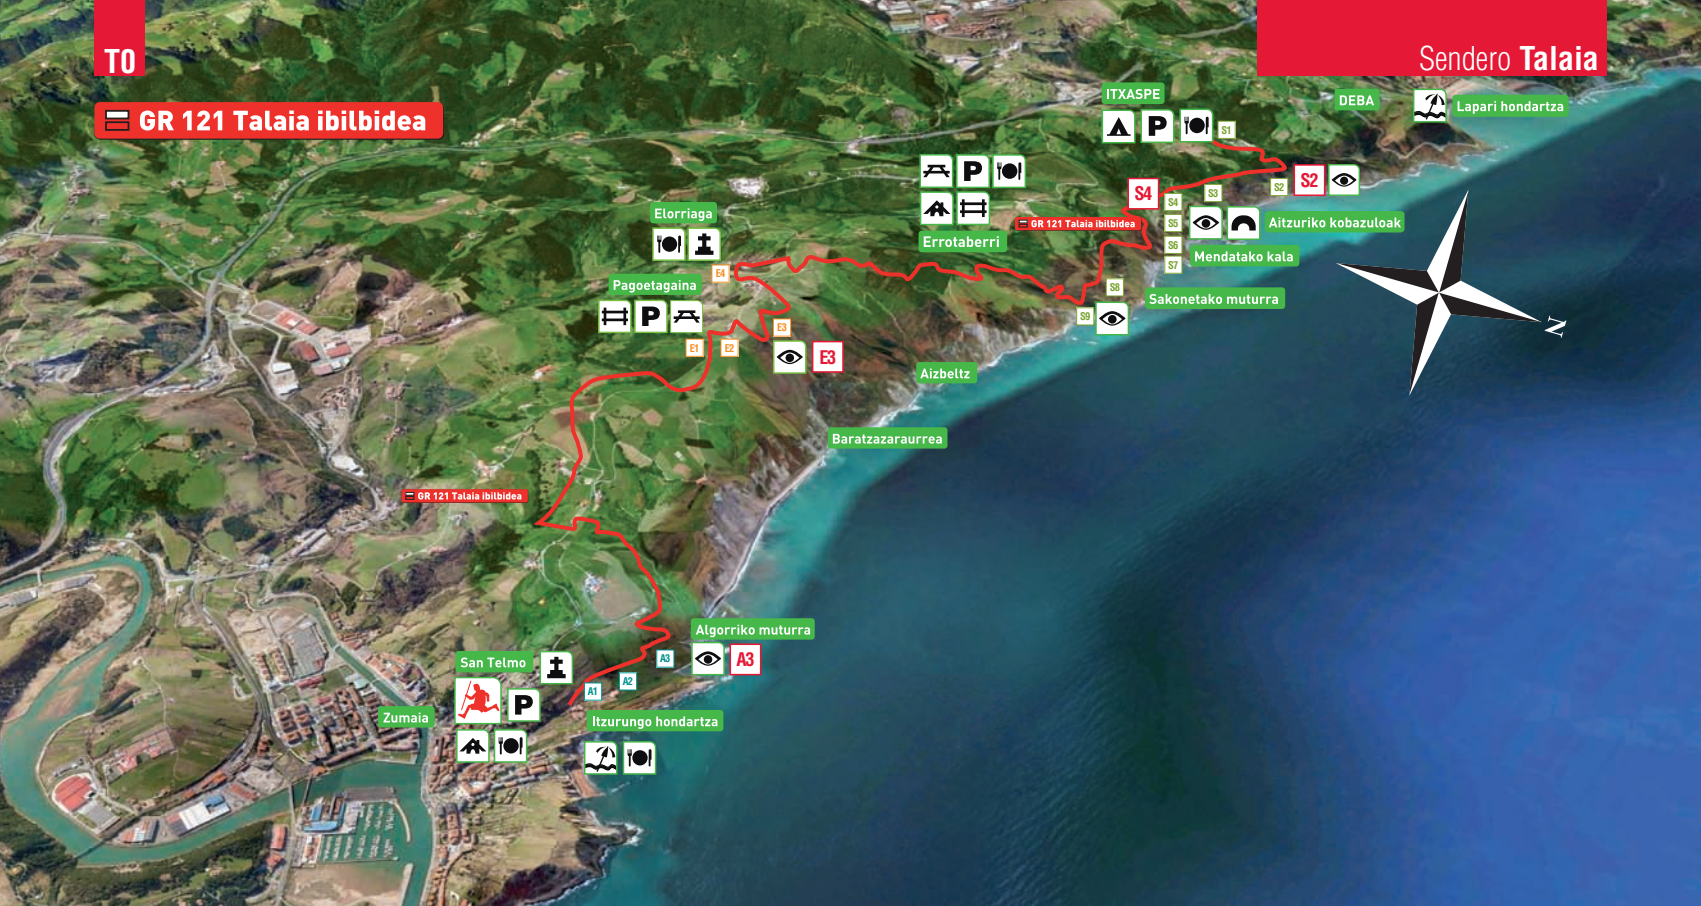 T0
Sendero Talaia
GR 121 Talaia ibilbidea
ITXASPE
P
S1
DEBA
Lapari hondartza
P
Errotaberri
S4
S2
S2
S3
S4
S5
S6
S7
Aitzuriko kobazuloak
Mendatako kala
GR 121 Talaia ibilbidea
S8
S9
Sakonetako muturra
Elorriaga
E4
Pagoetagaina
P
E1
E2
E3
E3
Aizbeltz
Baratzazaraurrea
N
GR 121 Talaia ibilbidea
Algorriko muturra
A3
A3
A2
A1
San Telmo
P
Zumaia
Itzurungo hondartza